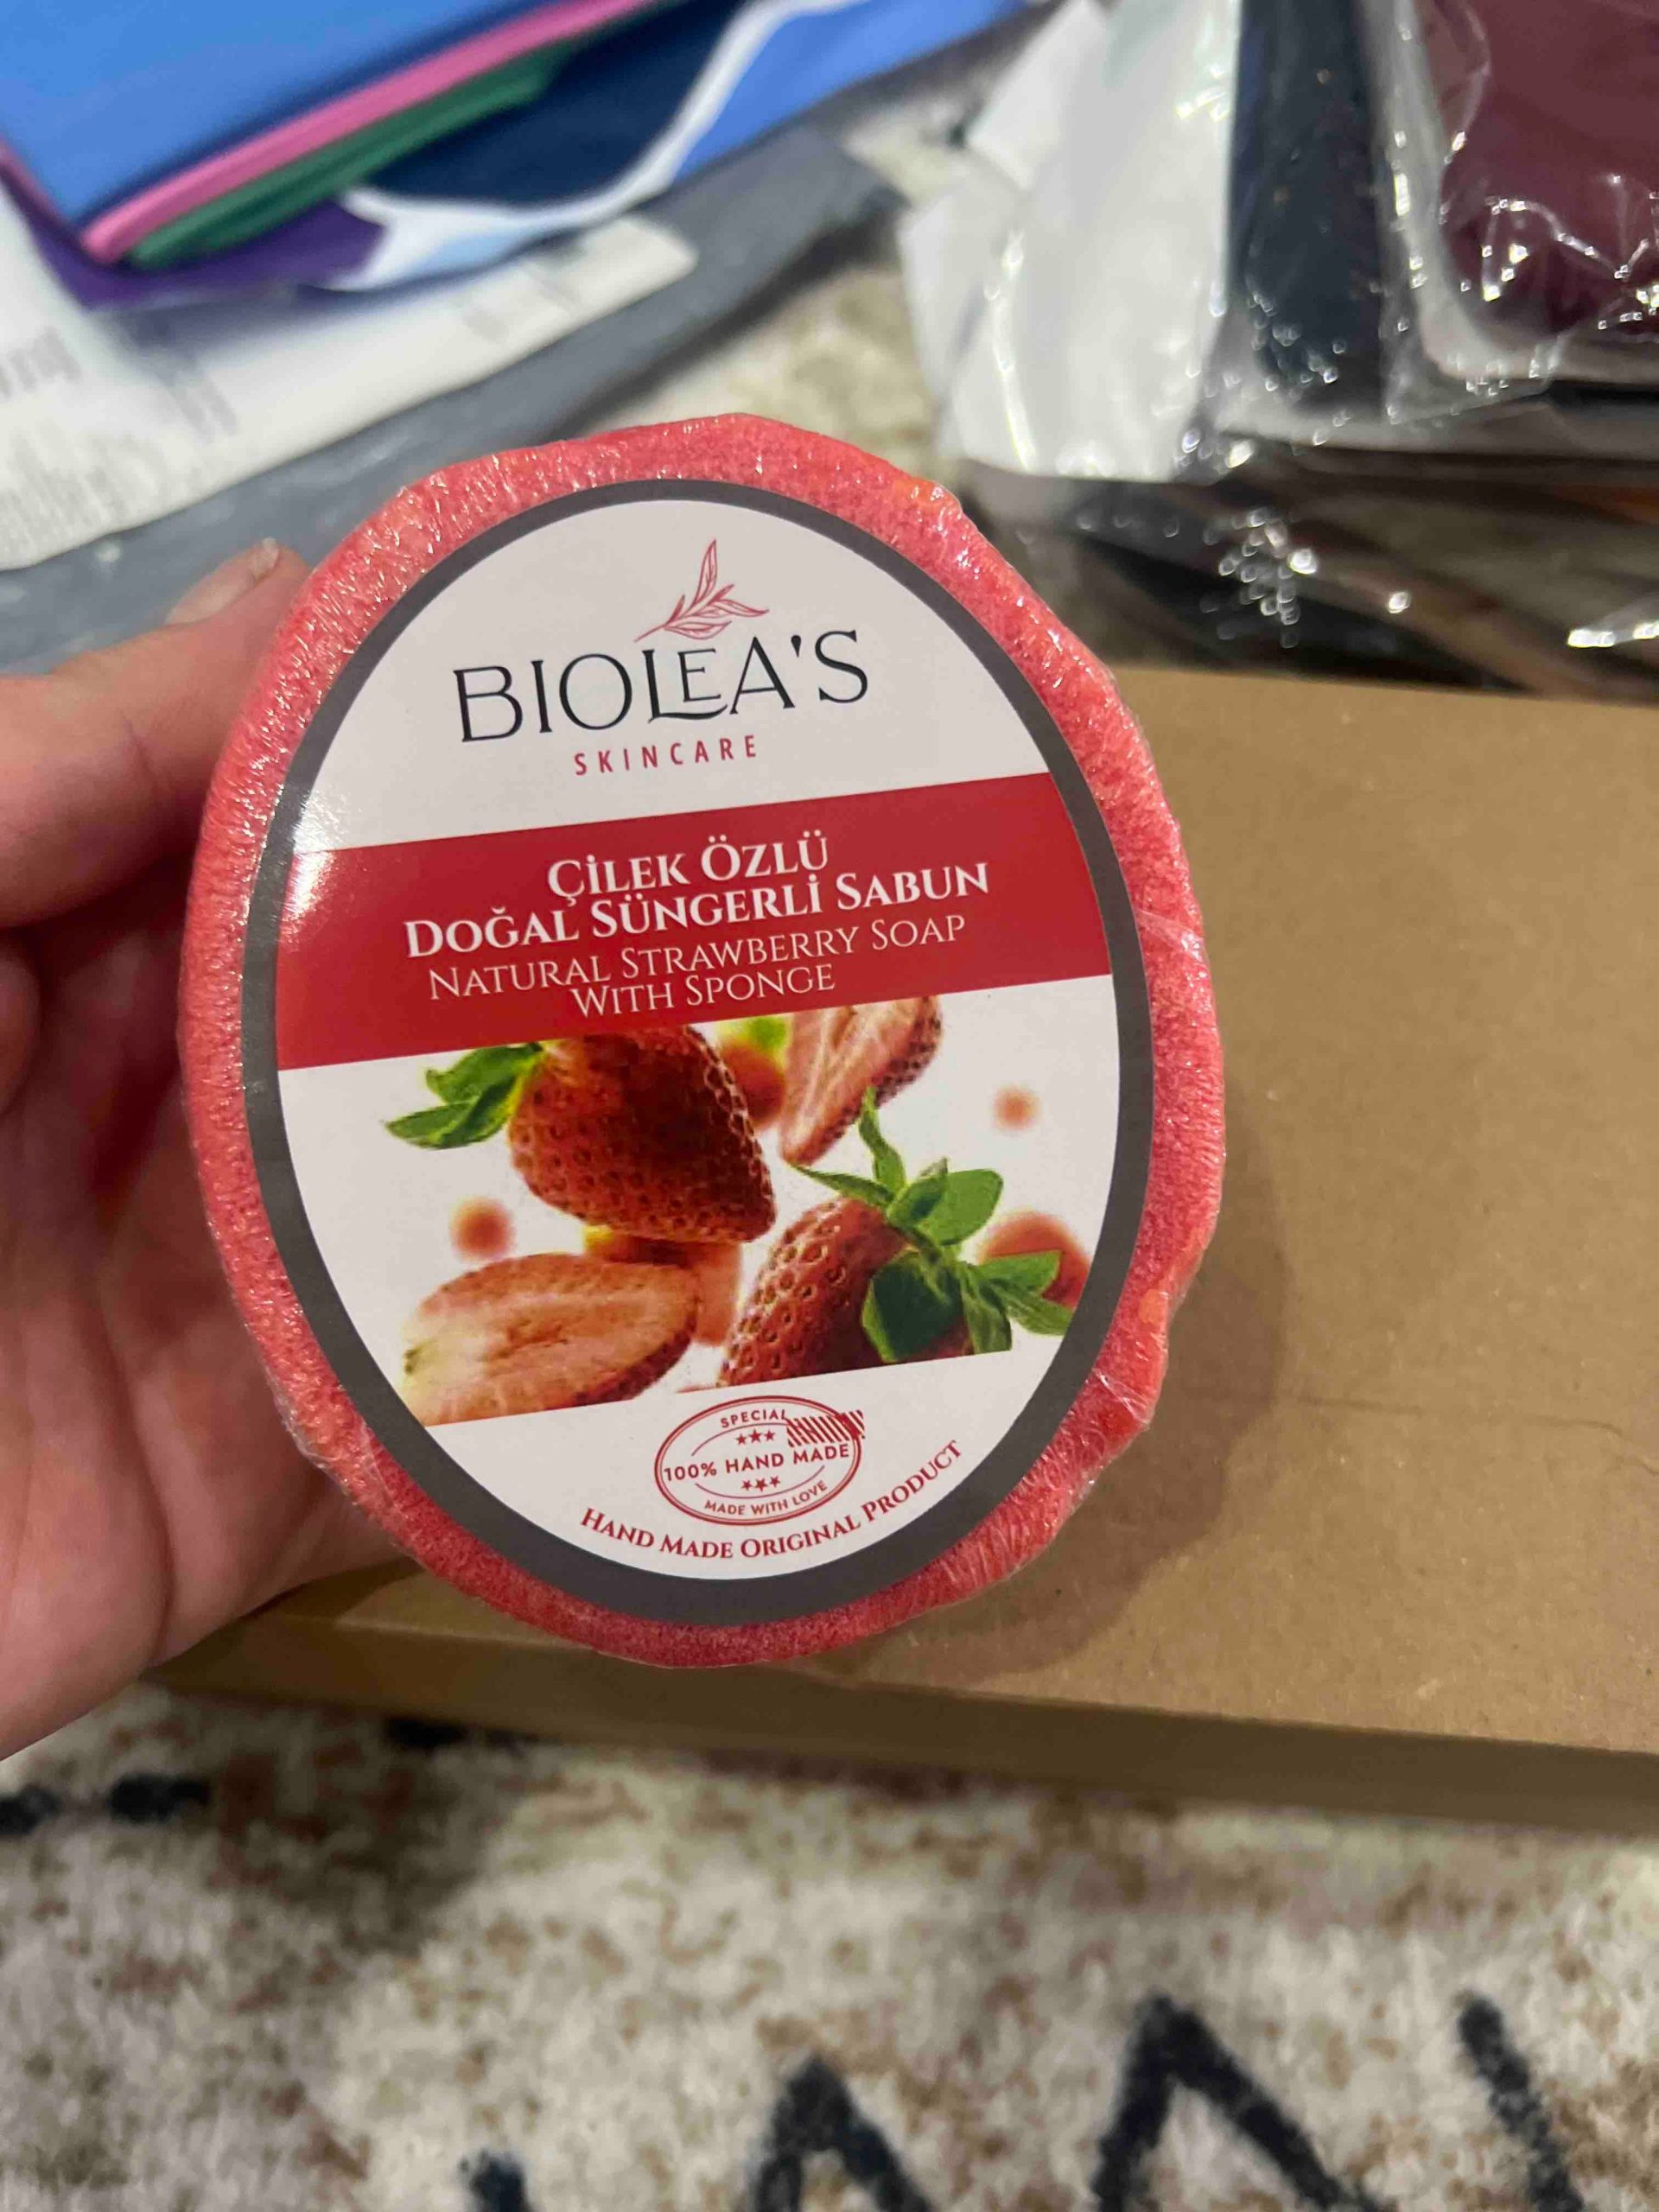 BIOLEA'S
SKINCARE
ÇİLEK ÖZLÜ
DOĞAL SÜNGERLİ SABUN
NATURAL STRAWBERRY SOAP
WITH SPONGE
SPECIAL
100% HAND MADE
MADE WITH LOVE
HAND MADE ORIGINAL PRODUCT